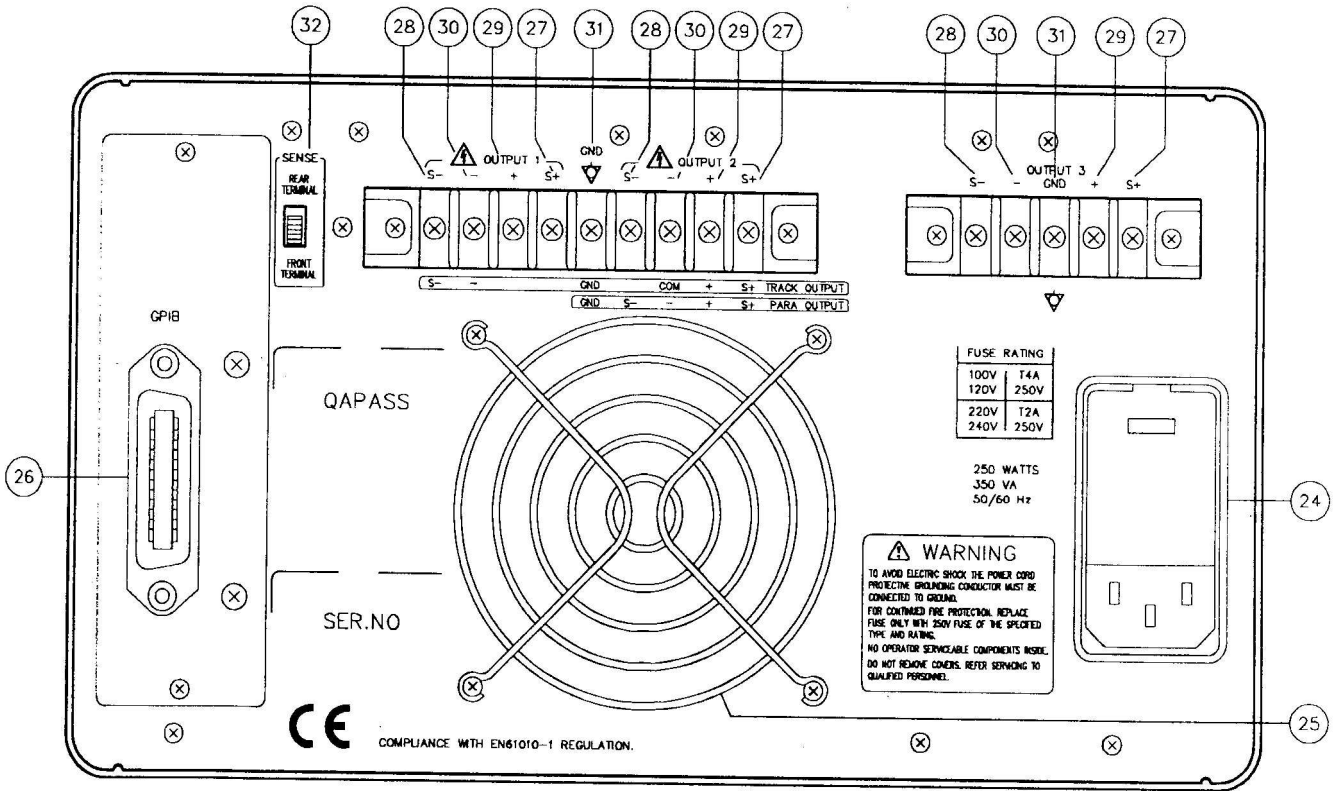 32 28 30 29 27 31 28 30 29 27 28 30 31 29 27
SENSE
REAR
TERMINAL
FRONT
TERMINAL
OUTPUT 1
GND
OUTPUT 2
S- - + S+ S- - + S+
OUTPUT 3
S- - GND + S+
S- - GND COM + S+ TRACK OUTPUT
GND S- - + S+ PARA OUTPUT
GPIB
26
QAPASS
SER.NO
FUSE RATING
100V T4A
120V 250V
220V T2A
240V 250V
250 WATTS
350 VA
50/60 Hz
24
WARNING
TO AVOID ELECTRIC SHOCK THE POWER CORD
PROTECTIVE GROUNDING CONDUCTOR MUST BE
CONNECTED TO GROUND.
FOR CONTINUED FIRE PROTECTION. REPLACE
FUSE ONLY WITH 250V FUSE OF THE SPECIFIED
TYPE AND RATING.
NO OPERATOR SERVICEABLE COMPONENTS INSIDE.
DO NOT REMOVE COVERS. REFER SERVICING TO
QUALIFIED PERSONNEL.
25
CE
COMPLIANCE WITH EN61010-1 REGULATION.